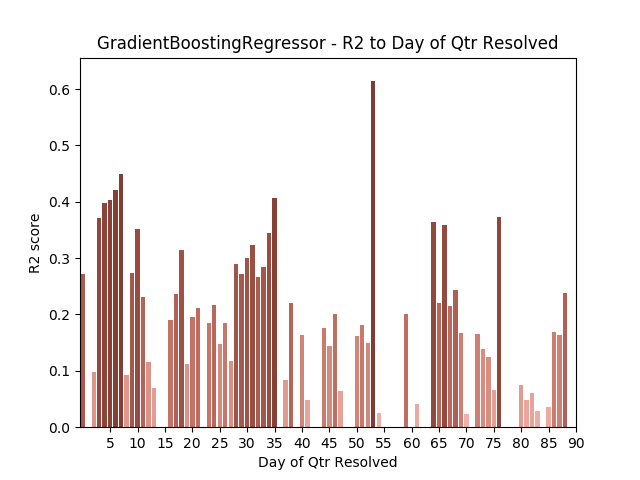 GradientBoostingRegressor - R2 to Day of Qtr Resolved
0.6
0.5
0.4
0.3
0.2
0.1
0.0
R2 score
5 10 15 20 25 30 35 40 45 50 55 60 65 70 75 80 85 90
Day of Qtr Resolved